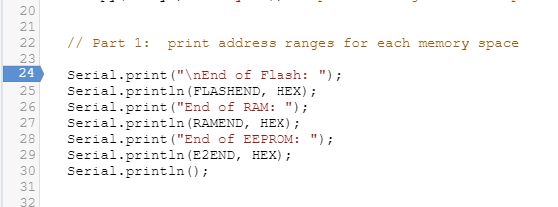 20
21
22 // Part 1:  print address ranges for each memory space
23
24 Serial.print("\nEnd of Flash: ");
25 Serial.println(FLASHEND, HEX);
26 Serial.print("End of RAM: ");
27 Serial.println(RAMEND, HEX);
28 Serial.print("End of EEPROM: ");
29 Serial.println(E2END, HEX);
30 Serial.println();
31
32